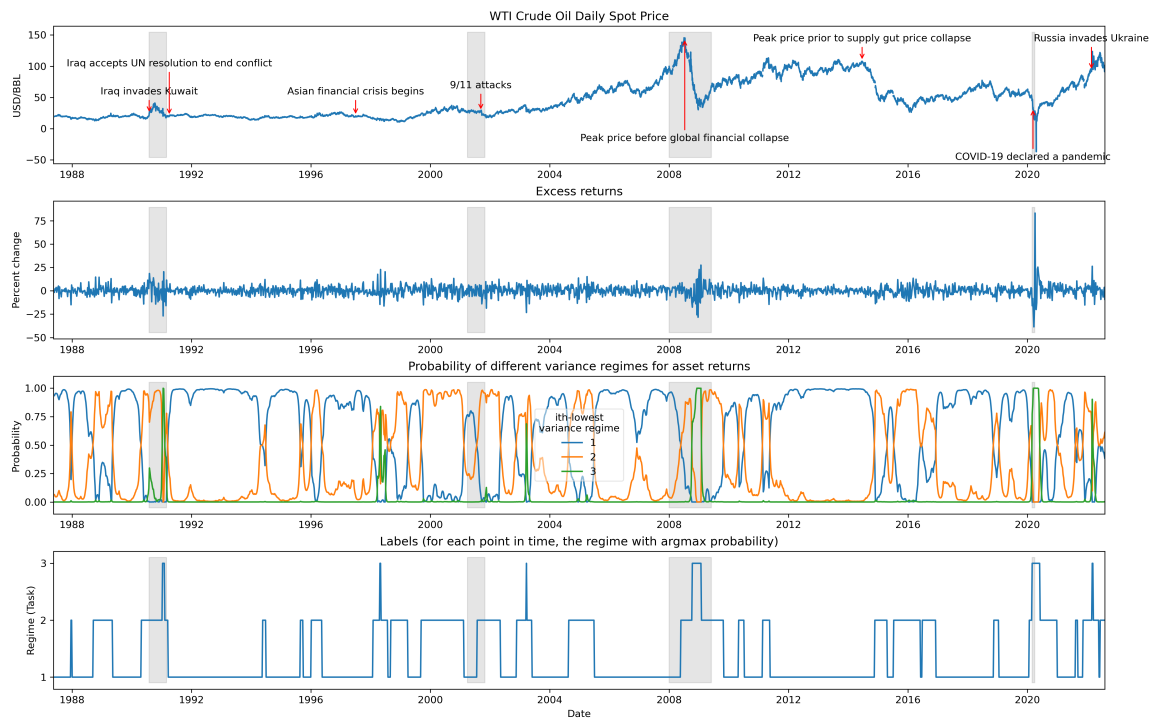 WTI Crude Oil Daily Spot Price
USD/BBL
150
100
50
0
−50
Iraq accepts UN resolution to end conflict
Iraq invades Kuwait
Asian financial crisis begins
9/11 attacks
Peak price before global financial collapse
Peak price prior to supply gut price collapse
Russia invades Ukraine
COVID-19 declared a pandemic
1988 1992 1996 2000 2004 2008 2012 2016 2020
Excess returns
Percent change
75
50
25
0
−25
−50
1988 1992 1996 2000 2004 2008 2012 2016 2020
Probability of different variance regimes for asset returns
Probability
1.00
0.75
0.50
0.25
0.00
ith-lowest
variance regime
1
2
3
1988 1992 1996 2000 2004 2008 2012 2016 2020
Labels (for each point in time, the regime with argmax probability)
Regime (Task)
3
2
1
1988 1992 1996 2000 2004 2008 2012 2016 2020
Date